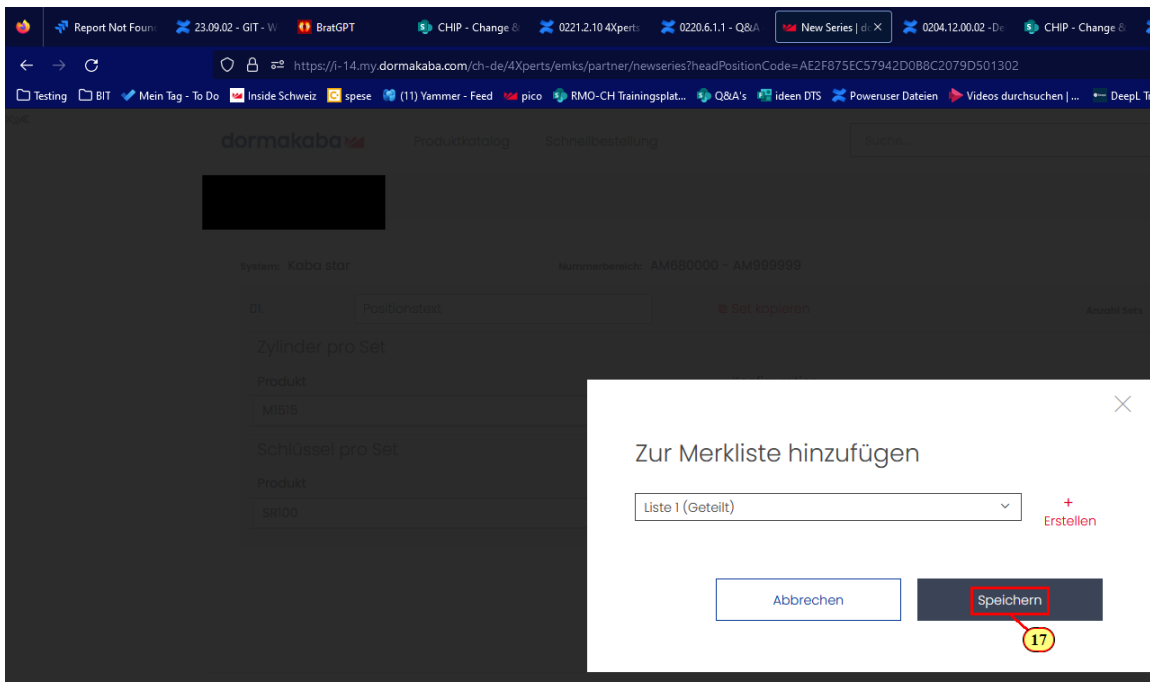 Report Not Foun
23.09.02 - GIT - W
BratGPT
CHIP - Change &
0221.2.10 4Xperts
0220.6.1.1 - Q&A
New Series | do
0204.12.00.02 -De
CHIP - Change &
https://i-14.my.dormakaba.com/ch-de/4Xperts/emks/partner/newseries?headPositionCode=AE2F875EC57942D0B8C2079D501302
Testing
BIT
Mein Tag - To Do
Inside Schweiz
spese
(11) Yammer - Feed
pico
RMO-CH Trainingsplat...
Q&A's
ideen DTS
Poweruser Dateien
Videos durchsuchen | ...
DeepL Tr
dormakaba
Produktkatalog
Schnellbestellung
Suche...
System: Kaba star
Nummerbereich: AM680000 - AM999999
01.
Positionstext
Set kopieren
Anzahl Sets
Zylinder pro Set
Produkt
M1515
Schlüssel pro Set
Produkt
SR100
Zur Merkliste hinzufügen
Liste 1 (Geteilt)
+
Erstellen
Abbrechen
Speichern
17